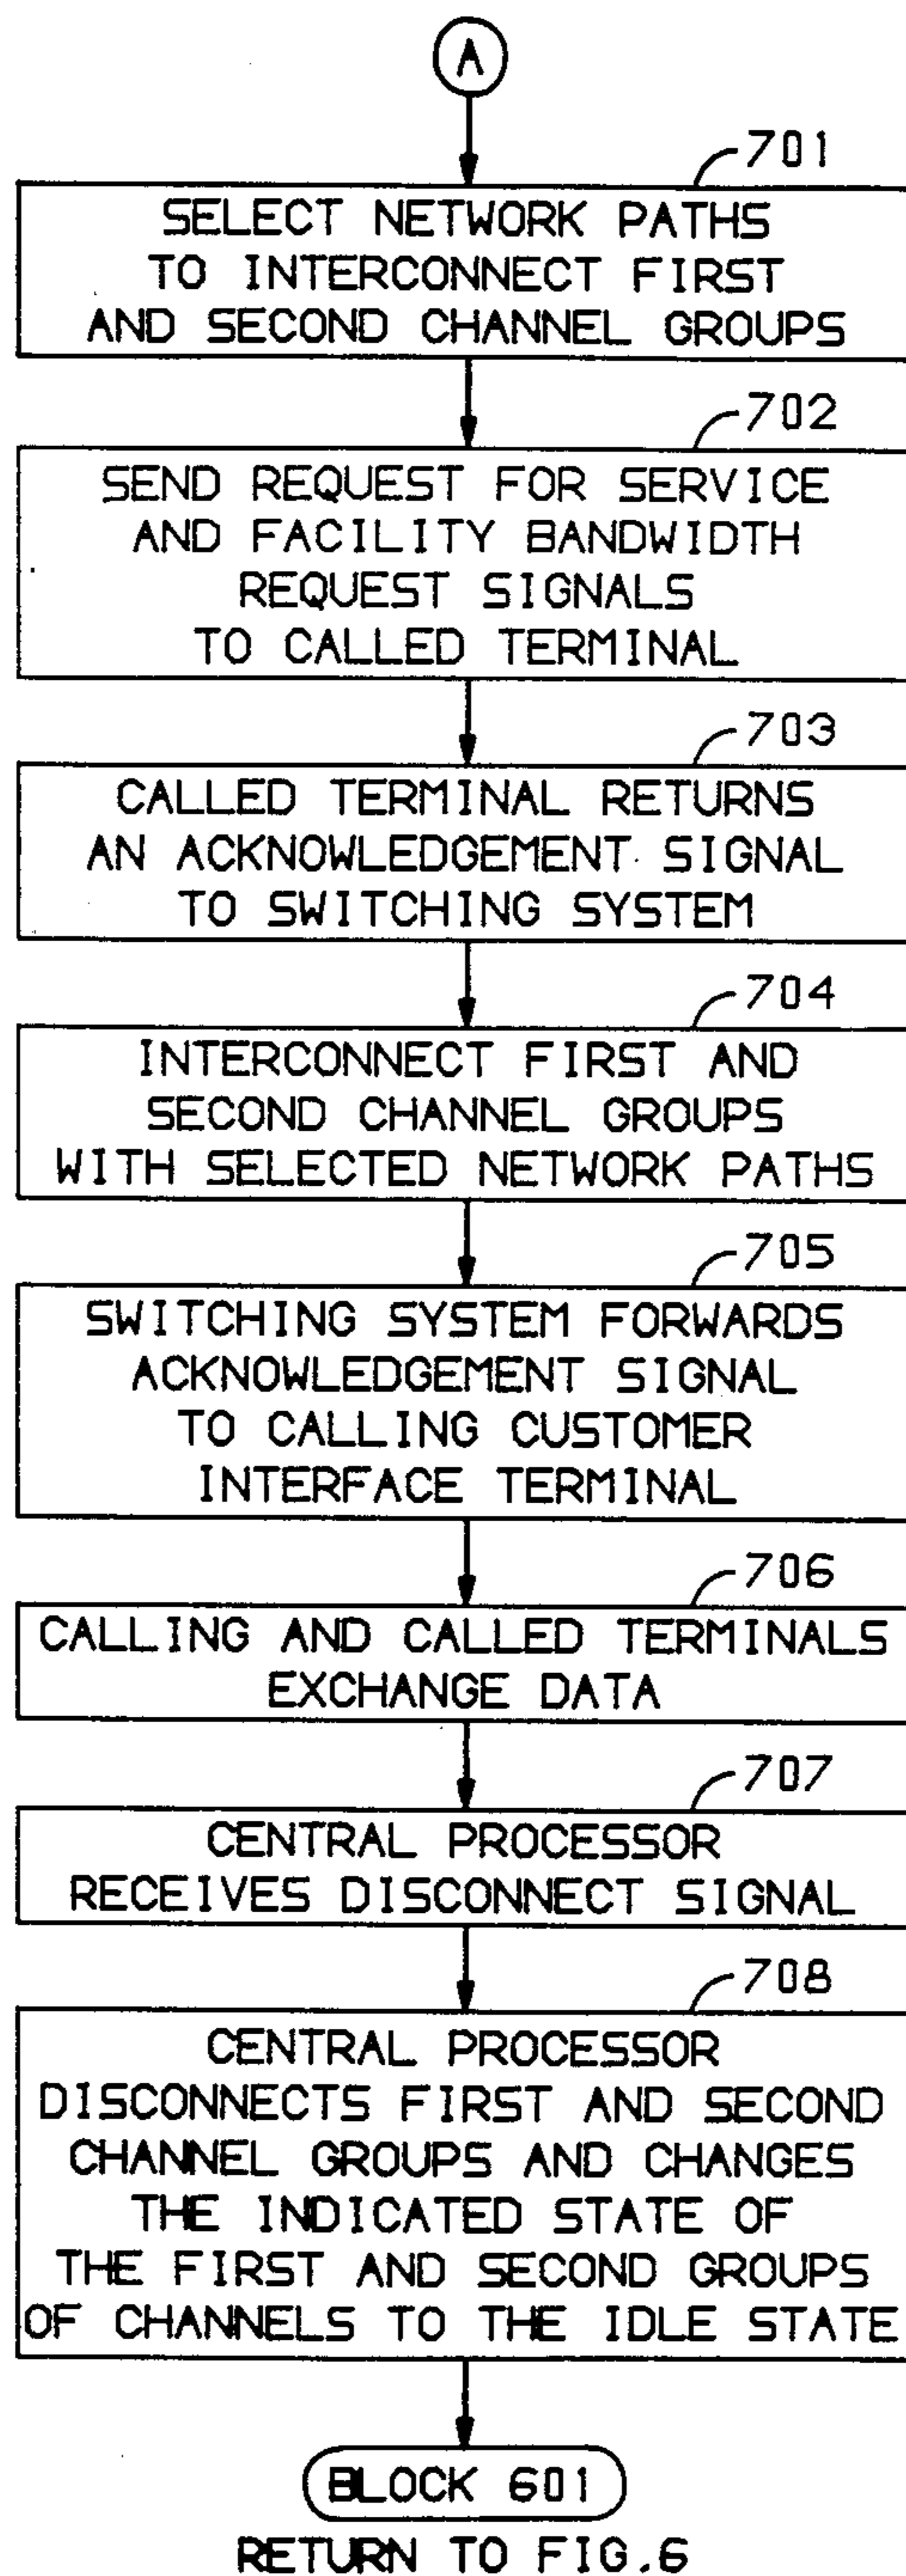 A
701
SELECT NETWORK PATHS
TO INTERCONNECT FIRST
AND SECOND CHANNEL GROUPS
702
SEND REQUEST FOR SERVICE
AND FACILITY BANDWIDTH
REQUEST SIGNALS
TO CALLED TERMINAL
703
CALLED TERMINAL RETURNS
AN ACKNOWLEDGEMENT SIGNAL
TO SWITCHING SYSTEM
704
INTERCONNECT FIRST AND
SECOND CHANNEL GROUPS
WITH SELECTED NETWORK PATHS
705
SWITCHING SYSTEM FORWARDS
ACKNOWLEDGEMENT SIGNAL
TO CALLING CUSTOMER
INTERFACE TERMINAL
706
CALLING AND CALLED TERMINALS
EXCHANGE DATA
707
CENTRAL PROCESSOR
RECEIVES DISCONNECT SIGNAL
708
CENTRAL PROCESSOR
DISCONNECTS FIRST AND SECOND
CHANNEL GROUPS AND CHANGES
THE INDICATED STATE OF
THE FIRST AND SECOND GROUPS
OF CHANNELS TO THE IDLE STATE
BLOCK 601
RETURN TO FIG.6